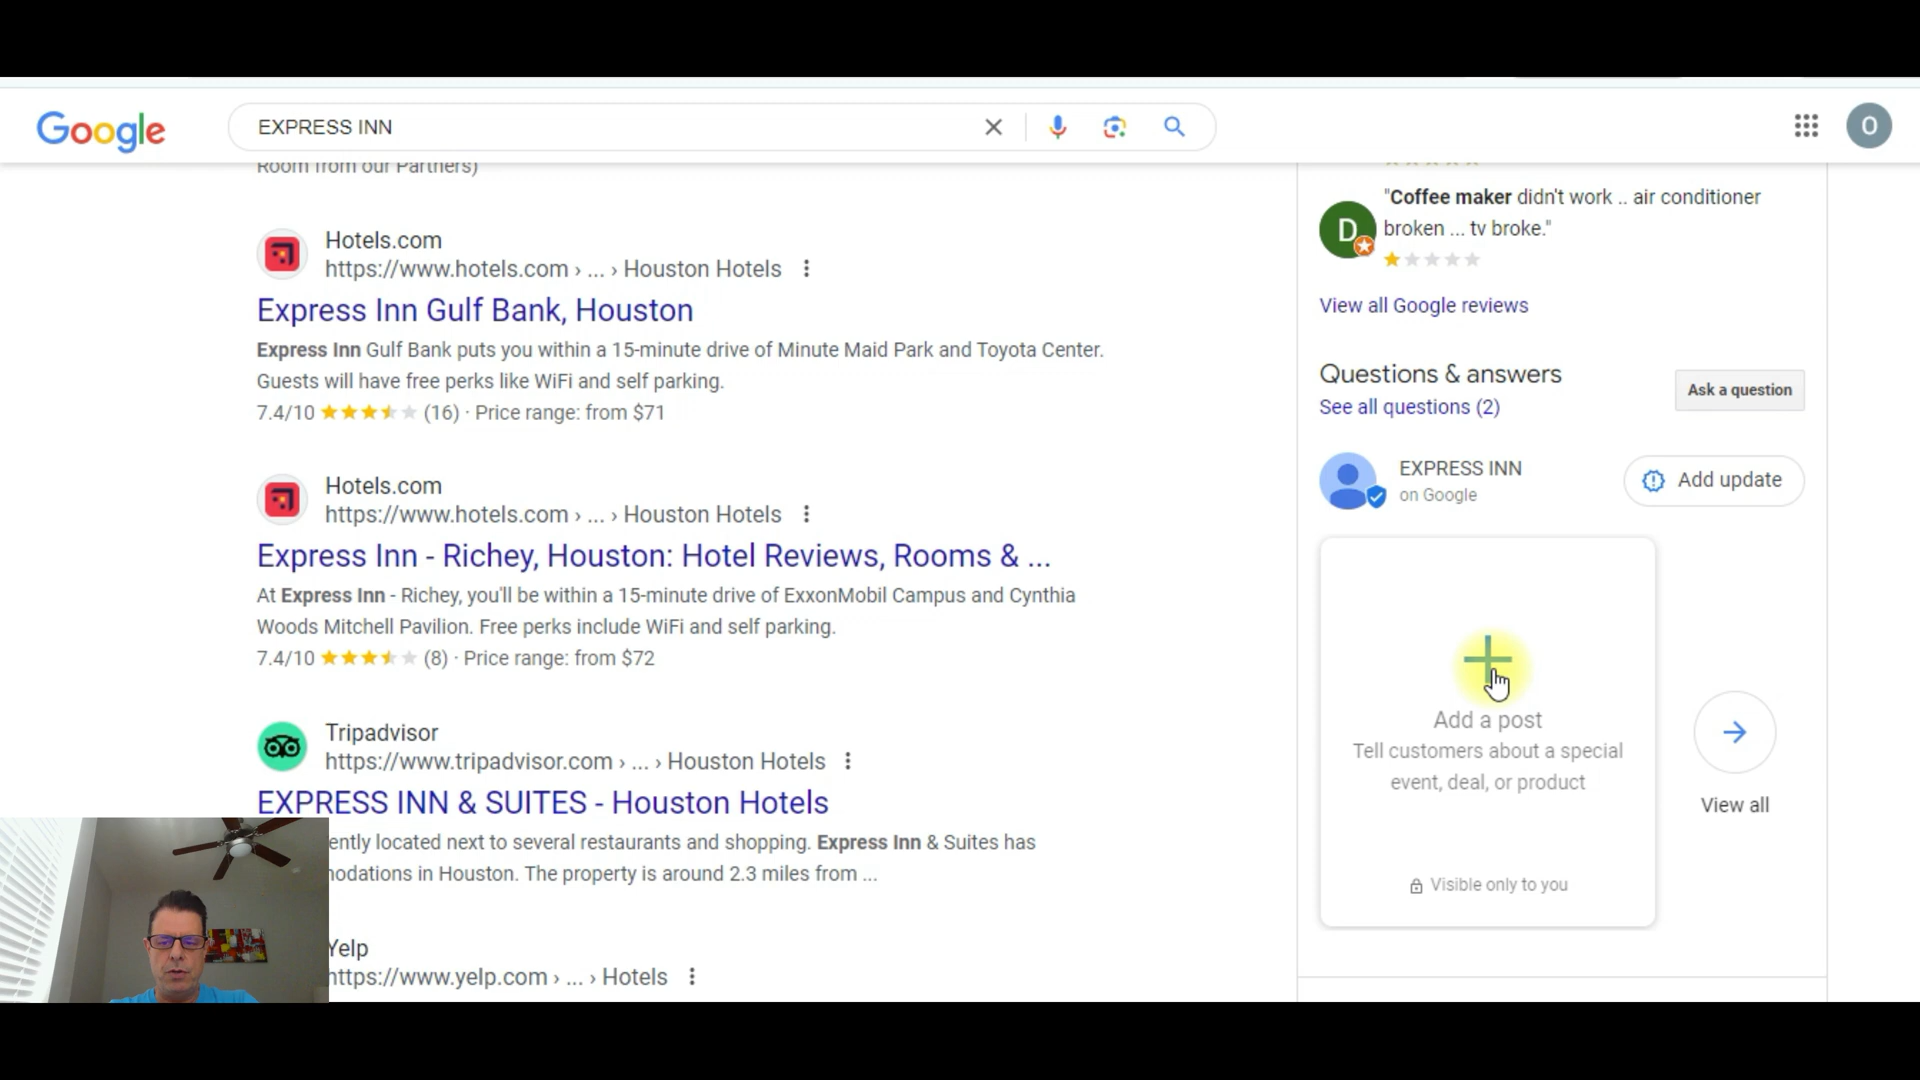 Google
EXPRESS INN
O
Room from our Partners)
Hotels.com
https://www.hotels.com › ... › Houston Hotels
Express Inn Gulf Bank, Houston
Express Inn Gulf Bank puts you within a 15-minute drive of Minute Maid Park and Toyota Center.
Guests will have free perks like WiFi and self parking.
7.4/10 (16) · Price range: from $71
Hotels.com
https://www.hotels.com › ... › Houston Hotels
Express Inn - Richey, Houston: Hotel Reviews, Rooms & ...
At Express Inn - Richey, you'll be within a 15-minute drive of ExxonMobil Campus and Cynthia
Woods Mitchell Pavilion. Free perks include WiFi and self parking.
7.4/10 (8) · Price range: from $72
Tripadvisor
https://www.tripadvisor.com › ... › Houston Hotels
EXPRESS INN & SUITES - Houston Hotels
ently located next to several restaurants and shopping. Express Inn & Suites has
odations in Houston. The property is around 2.3 miles from ...
Yelp
https://www.yelp.com › ... › Hotels
D
"Coffee maker didn't work .. air conditioner
broken ... tv broke."
View all Google reviews
Questions & answers
Ask a question
See all questions (2)
EXPRESS INN
on Google
Add update
Add a post
Tell customers about a special
event, deal, or product
Visible only to you
View all